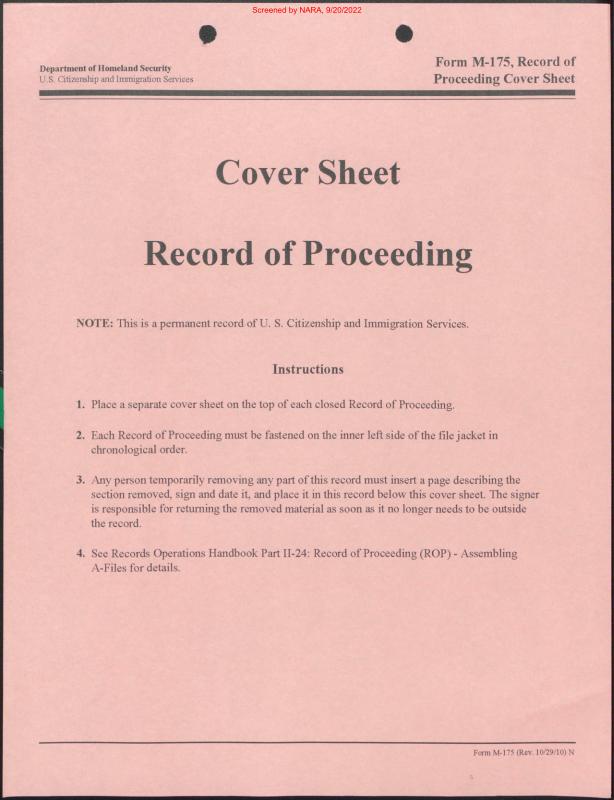 Screened by NARA, 9/20/2022
Department of Homeland Security
U.S. Citizenship and Immigration Services
Form M-175, Record of
Proceeding Cover Sheet
Cover Sheet
Record of Proceeding
NOTE: This is a permanent record of U. S. Citizenship and Immigration Services.
Instructions
1. Place a separate cover sheet on the top of each closed Record of Proceeding.
2. Each Record of Proceeding must be fastened on the inner left side of the file jacket in
chronological order.
3. Any person temporarily removing any part of this record must insert a page describing the
section removed, sign and date it, and place it in this record below this cover sheet. The signer
is responsible for returning the removed material as soon as it no longer needs to be outside
the record.
4. See Records Operations Handbook Part II-24: Record of Proceeding (ROP) - Assembling
A-Files for details.
Form M-175 (Rev. 10/29/10) N